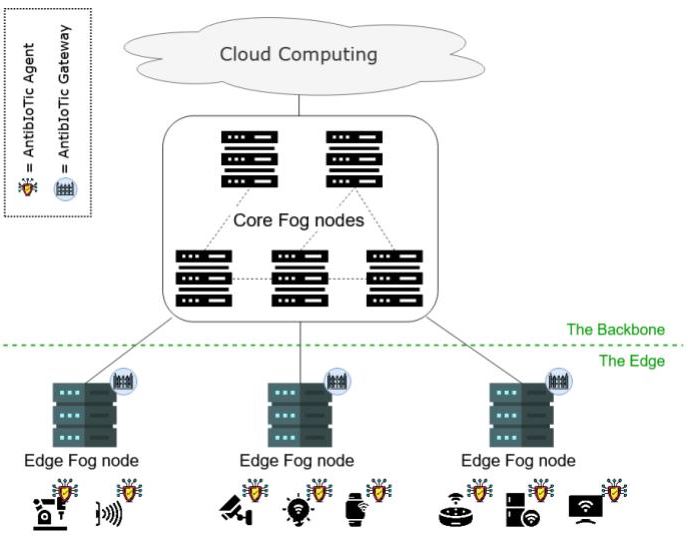 Cloud Computing
= AntibIoTic Agent
= AntibIoTic Gateway
Core Fog nodes
The Backbone
The Edge
Edge Fog node
Edge Fog node
Edge Fog node